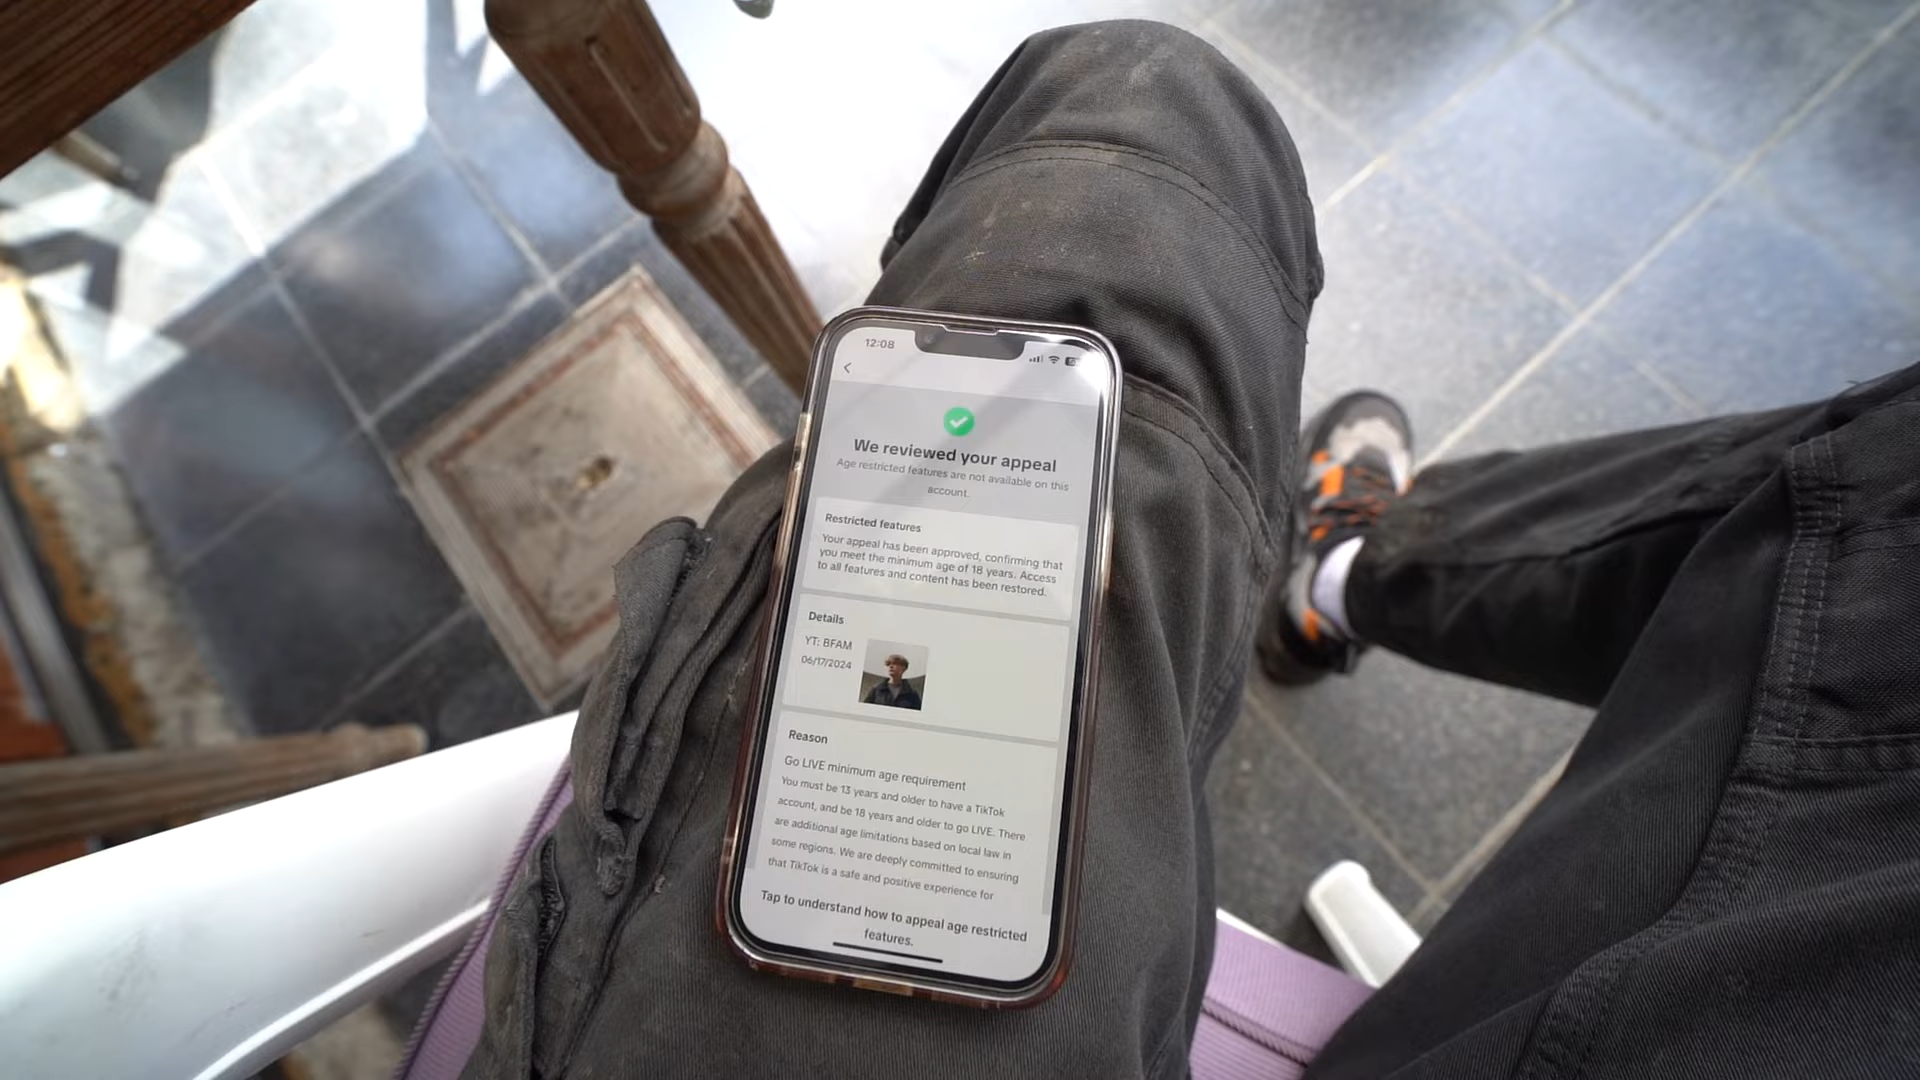 12:08
We reviewed your appeal
Age restricted features are not available on this
account.
Restricted features
Your appeal has been approved, confirming that
you meet the minimum age of 18 years. Access
to all features and content has been restored.
Details
YT: BFAM
06/17/2024
Reason
Go LIVE minimum age requirement
You must be 13 years and older to have a TikTok
account, and be 18 years and older to go LIVE. There
are additional age limitations based on local law in
some regions. We are deeply committed to ensuring
that TikTok is a safe and positive experience for
Tap to understand how to appeal age restricted
features.